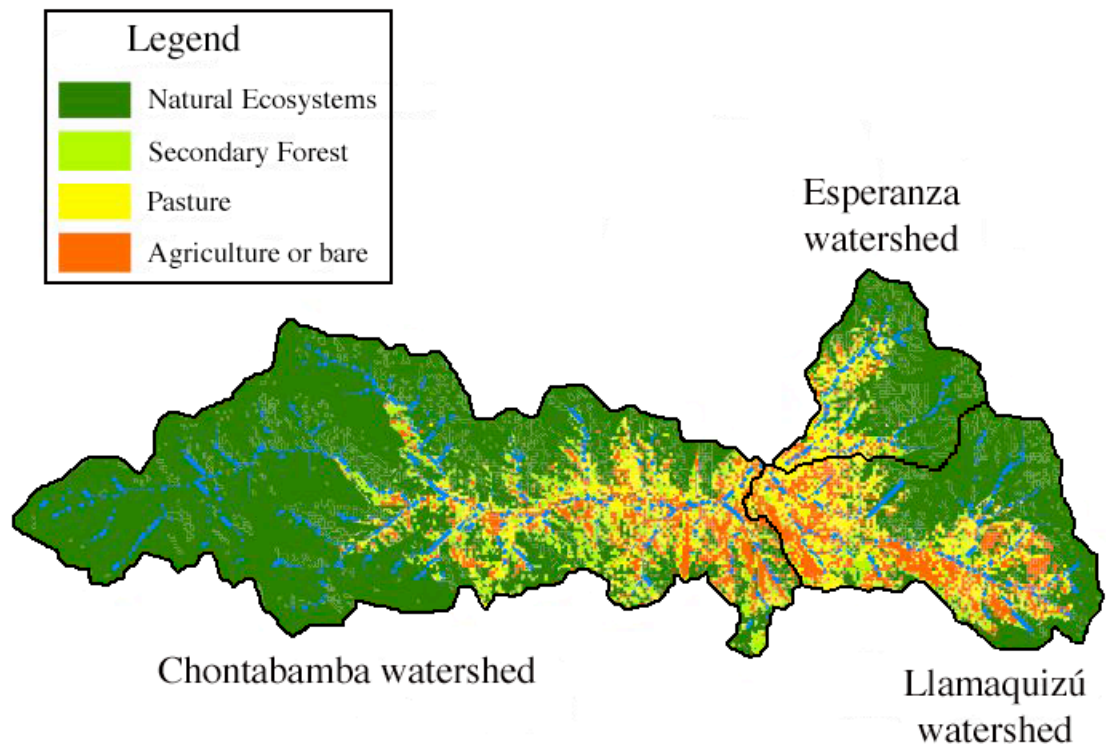 Legend
Natural Ecosystems
Secondary Forest
Pasture
Agriculture or bare
Esperanza
watershed
Chontabamba watershed
Llamaquizú
watershed